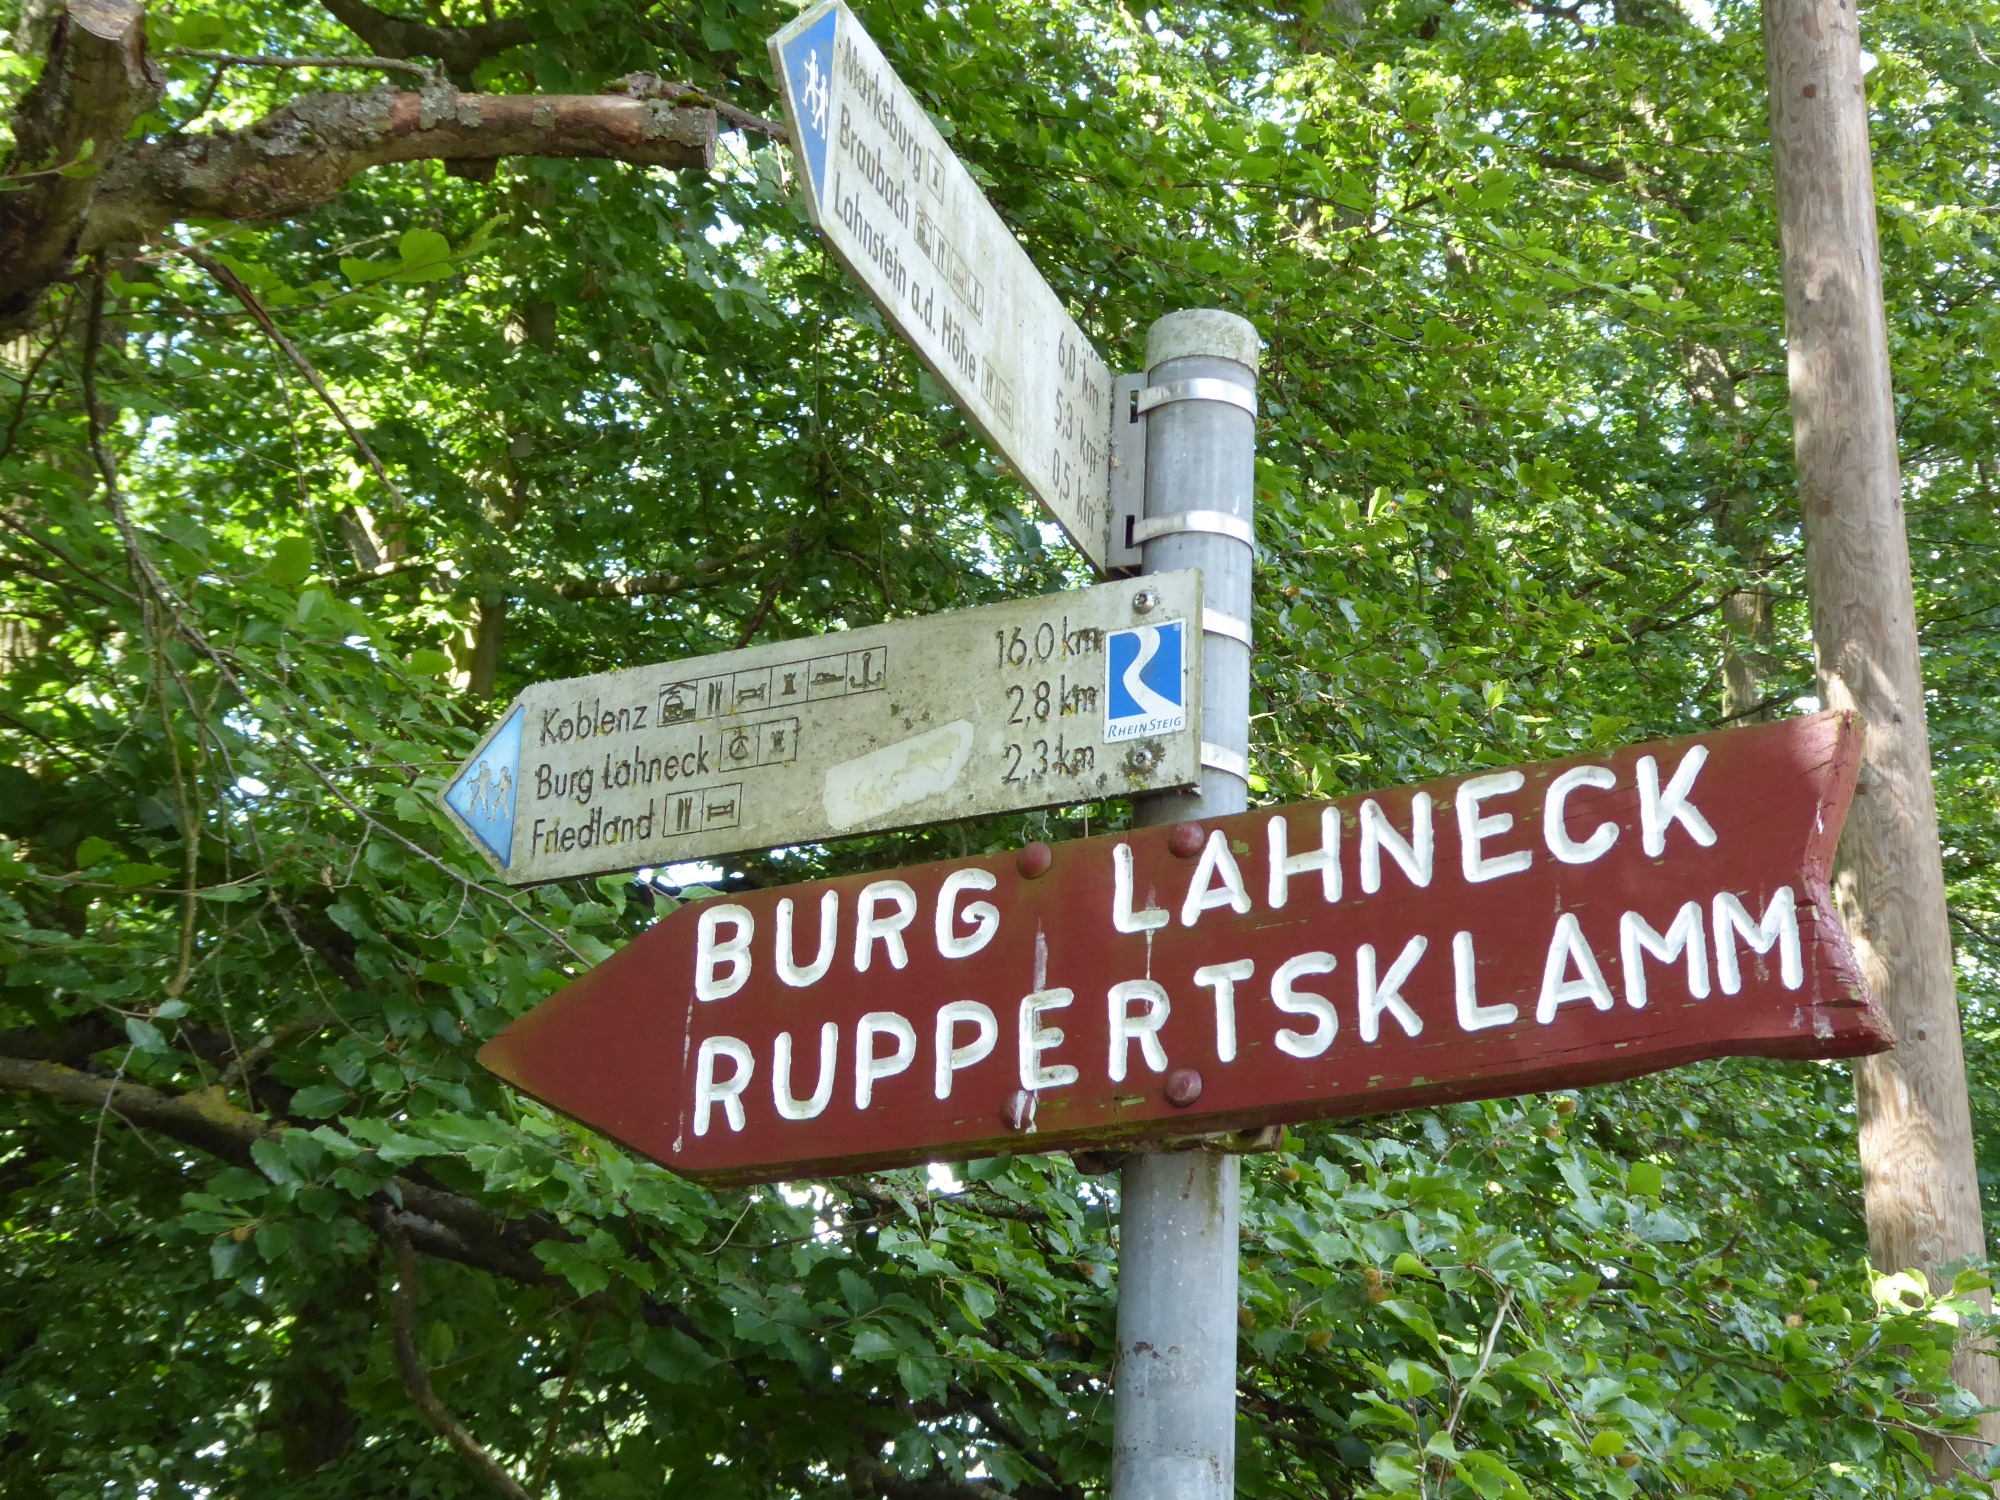 Marksburg 6,0 km
Braubach 5,3 km
Lahnstein a.d. Höhe 0,5 km
Koblenz 16,0 km
Burg Lahneck 2,8 km
Friedland 2,3 km
RHEINSTEIG
BURG LAHNECK
RUPPERTSKLAMM